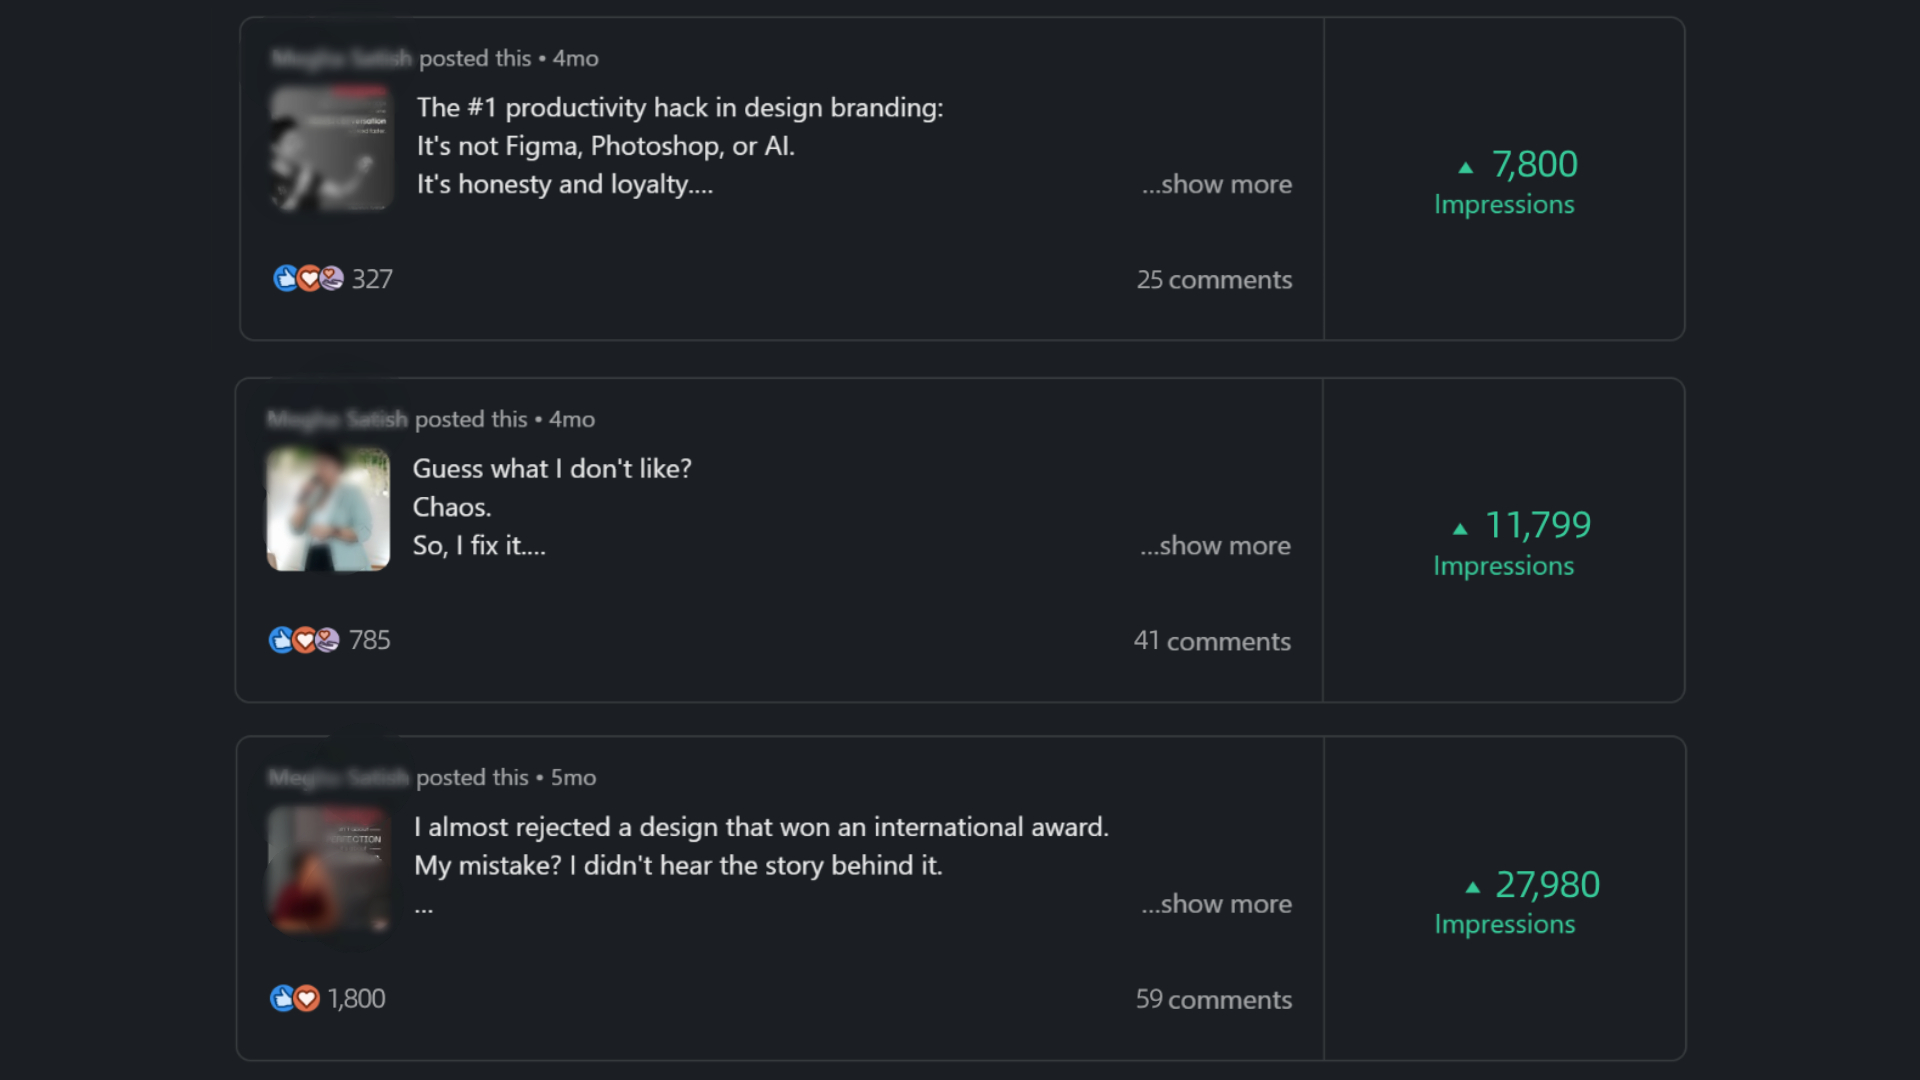 posted this • 4mo
The #1 productivity hack in design branding:
It's not Figma, Photoshop, or AI.
It's honesty and loyalty....
...show more
327
25 comments
▲ 7,800
Impressions
posted this • 4mo
Guess what I don't like?
Chaos.
So, I fix it....
...show more
785
41 comments
▲ 11,799
Impressions
posted this • 5mo
I almost rejected a design that won an international award.
My mistake? I didn't hear the story behind it.
...
...show more
1,800
59 comments
▲ 27,980
Impressions